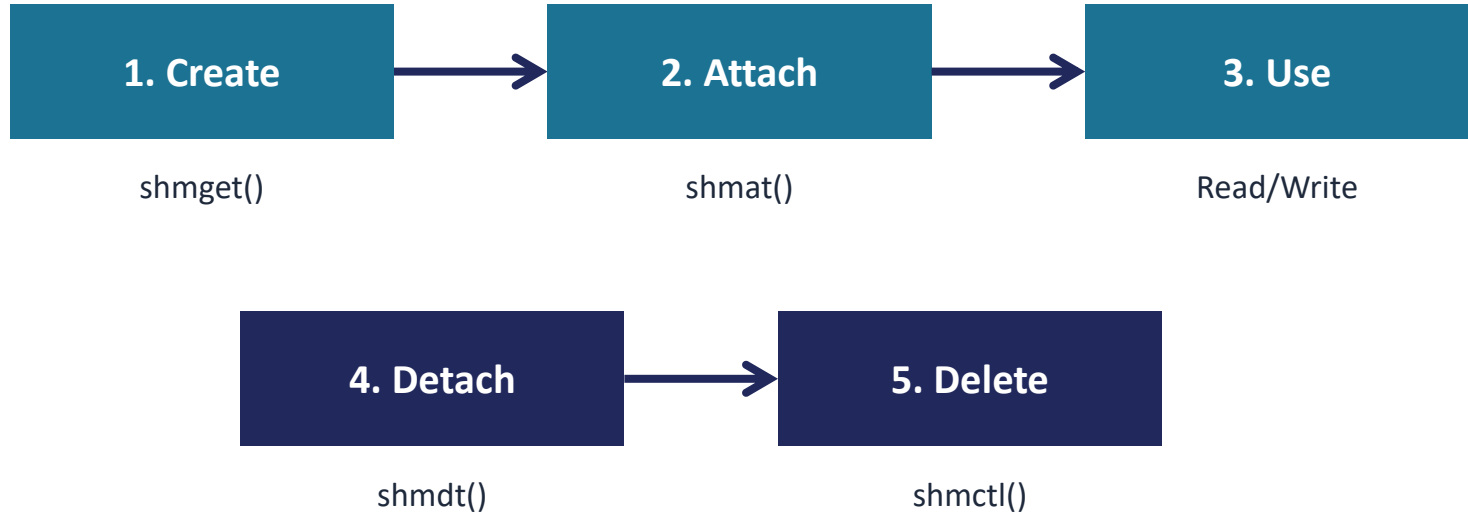 1. Create
2. Attach
3. Use
shmget()
shmat()
Read/Write
4. Detach
5. Delete
shmdt()
shmctl()